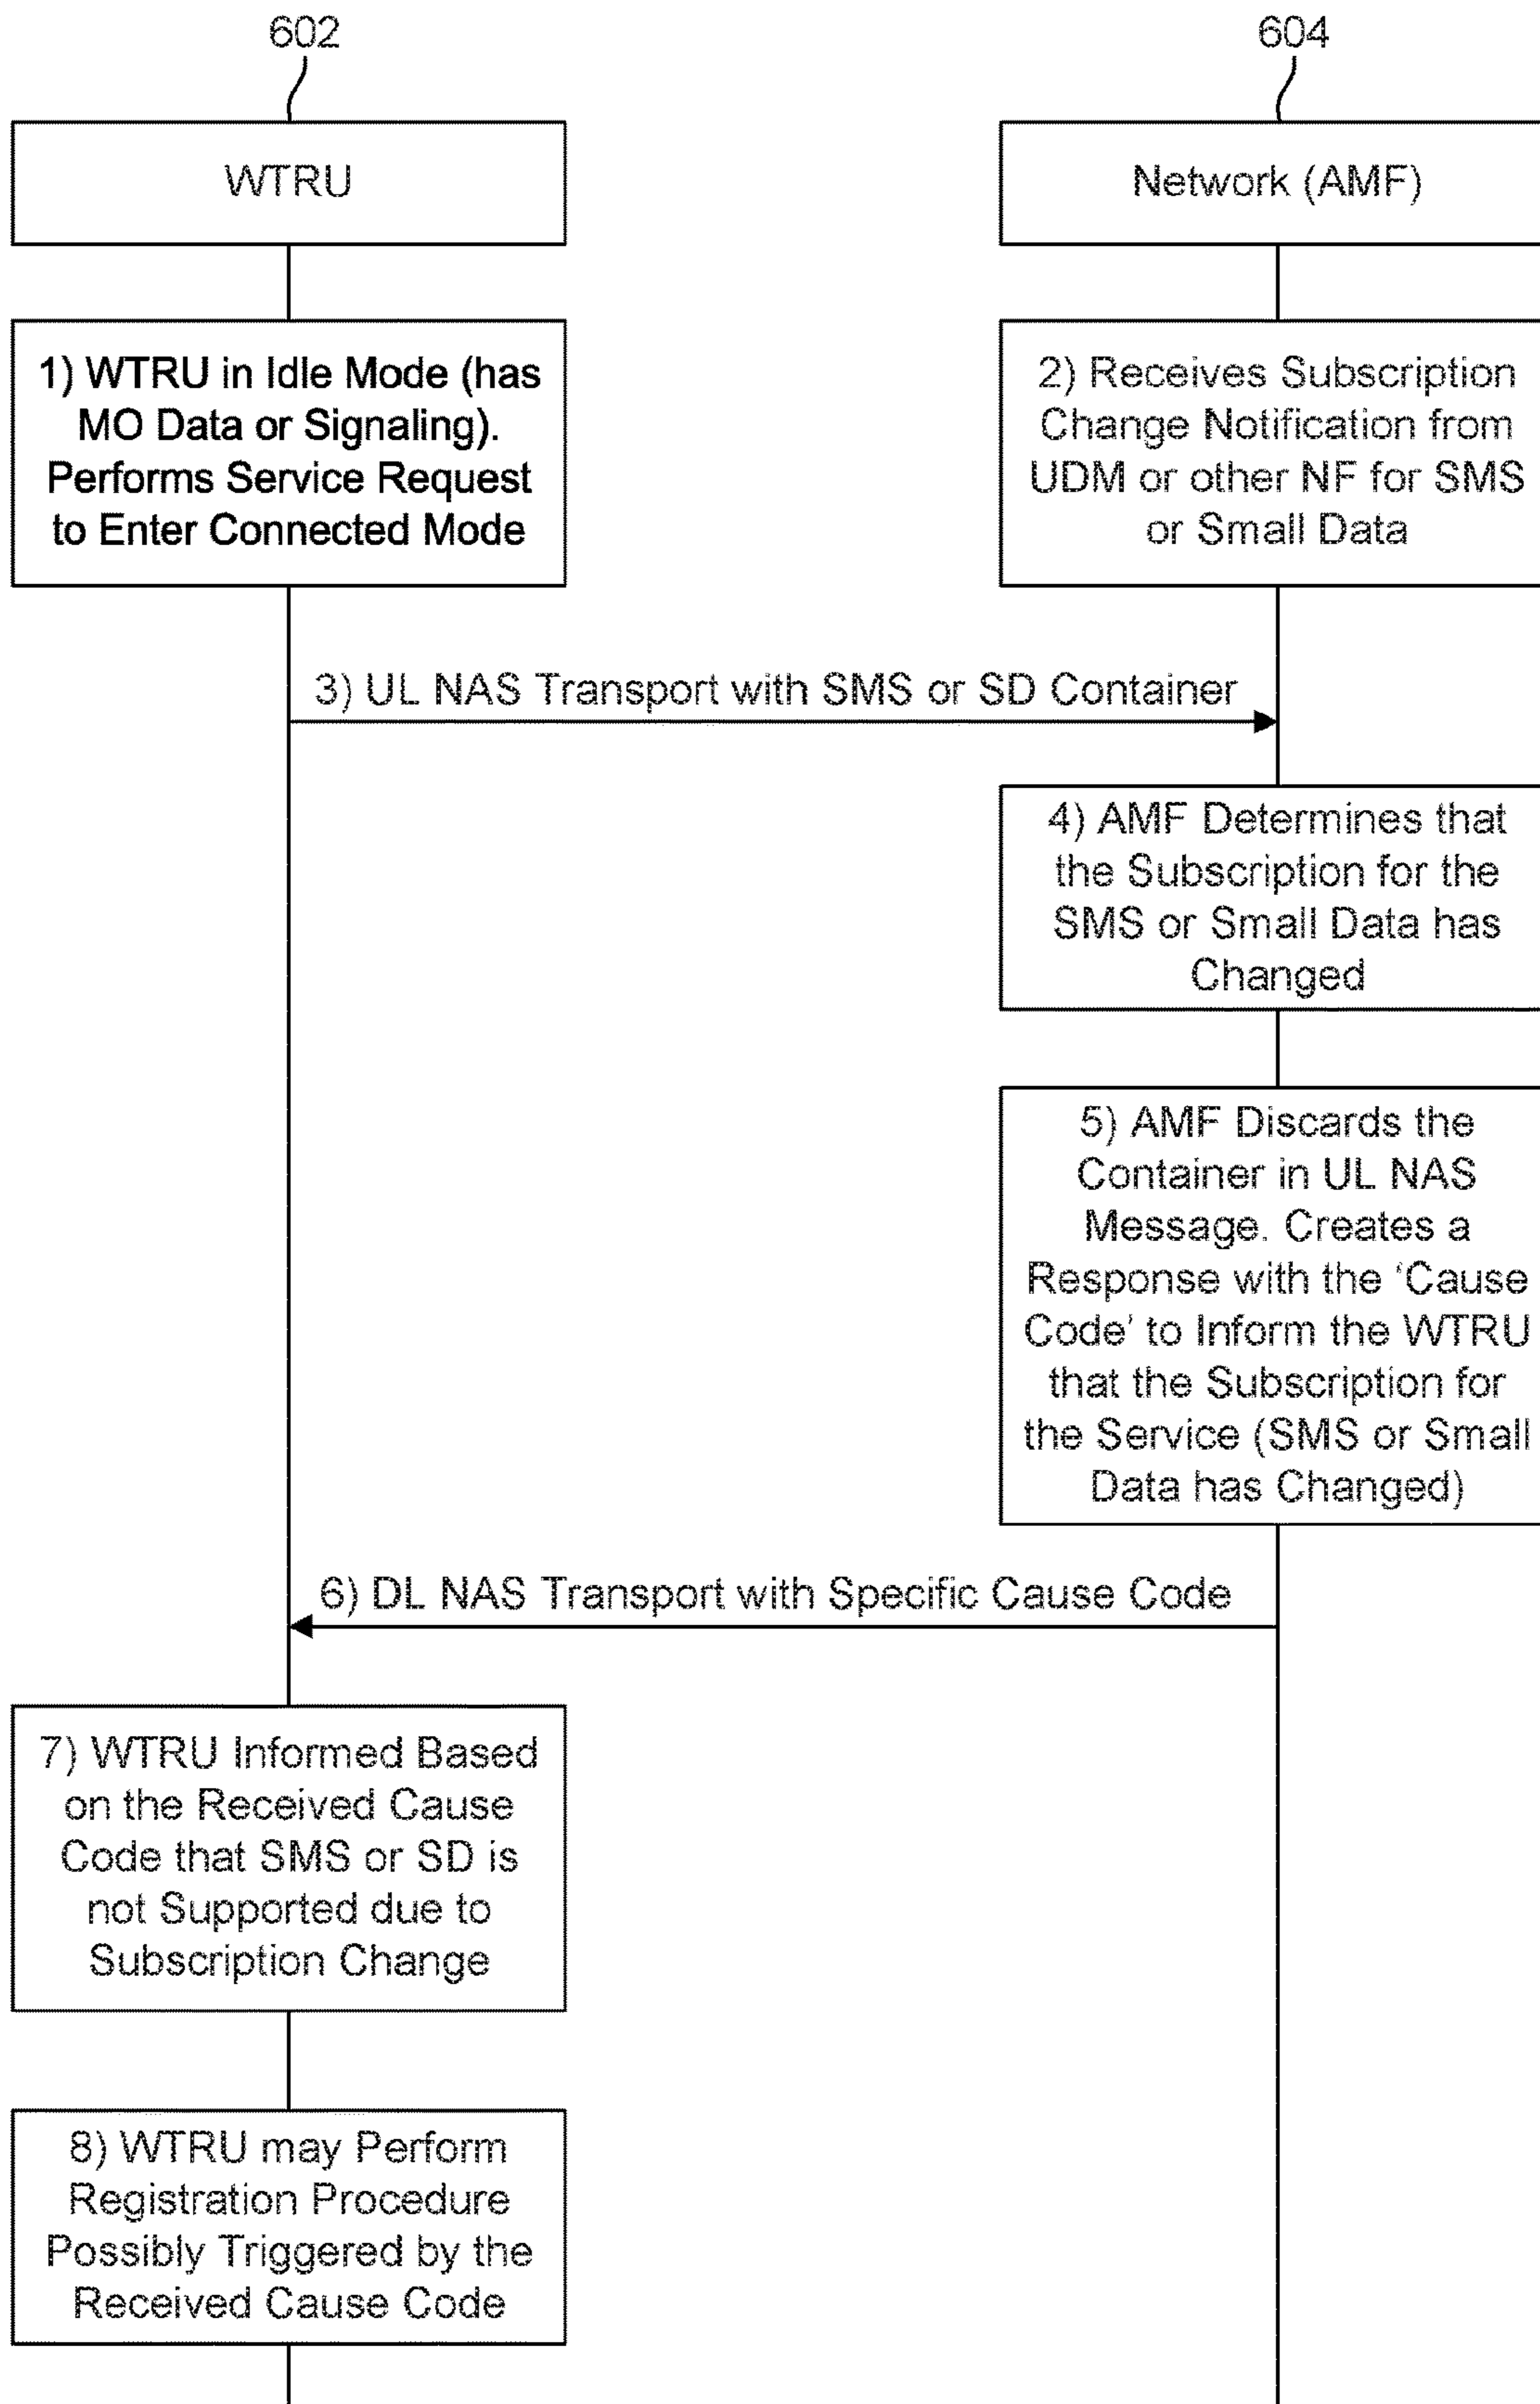 602
604
WTRU
Network (AMF)
1) WTRU in Idle Mode (has
MO Data or Signaling).
Performs Service Request
to Enter Connected Mode
2) Receives Subscription
Change Notification from
UDM or other NF for SMS
or Small Data
3) UL NAS Transport with SMS or SD Container
4) AMF Determines that
the Subscription for the
SMS or Small Data has
Changed
5) AMF Discards the
Container in UL NAS
Message. Creates a
Response with the ‘Cause
Code’ to Inform the WTRU
that the Subscription for
the Service (SMS or Small
Data has Changed)
6) DL NAS Transport with Specific Cause Code
7) WTRU Informed Based
on the Received Cause
Code that SMS or SD is
not Supported due to
Subscription Change
8) WTRU may Perform
Registration Procedure
Possibly Triggered by the
Received Cause Code